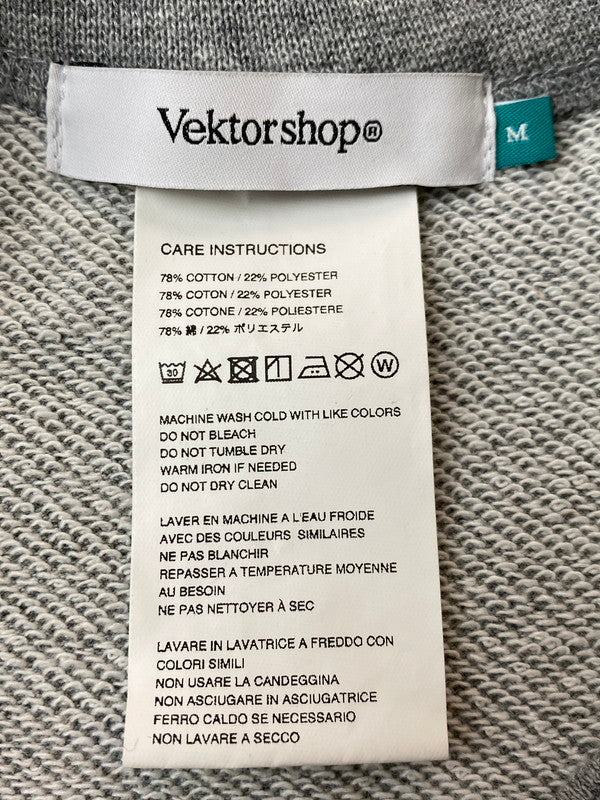 Vektor shop®
M
CARE INSTRUCTIONS
78% COTTON / 22% POLYESTER
78% COTON / 22% POLYESTER
78% COTONE / 22% POLIESTERE
78% 綿 / 22% ポリエステル
30
W
MACHINE WASH COLD WITH LIKE COLORS
DO NOT BLEACH
DO NOT TUMBLE DRY
WARM IRON IF NEEDED
DO NOT DRY CLEAN
LAVER EN MACHINE A L'EAU FROIDE
AVEC DES COULEURS SIMILAIRES
NE PAS BLANCHIR
REPASSER A TEMPERATURE MOYENNE
AU BESOIN
NE PAS NETTOYER À SEC
LAVARE IN LAVATRICE A FREDDO CON
COLORI SIMILI
NON USARE LA CANDEGGINA
NON ASCIUGARE IN ASCIUGATRICE
FERRO CALDO SE NECESSARIO
NON LAVARE A SECCO